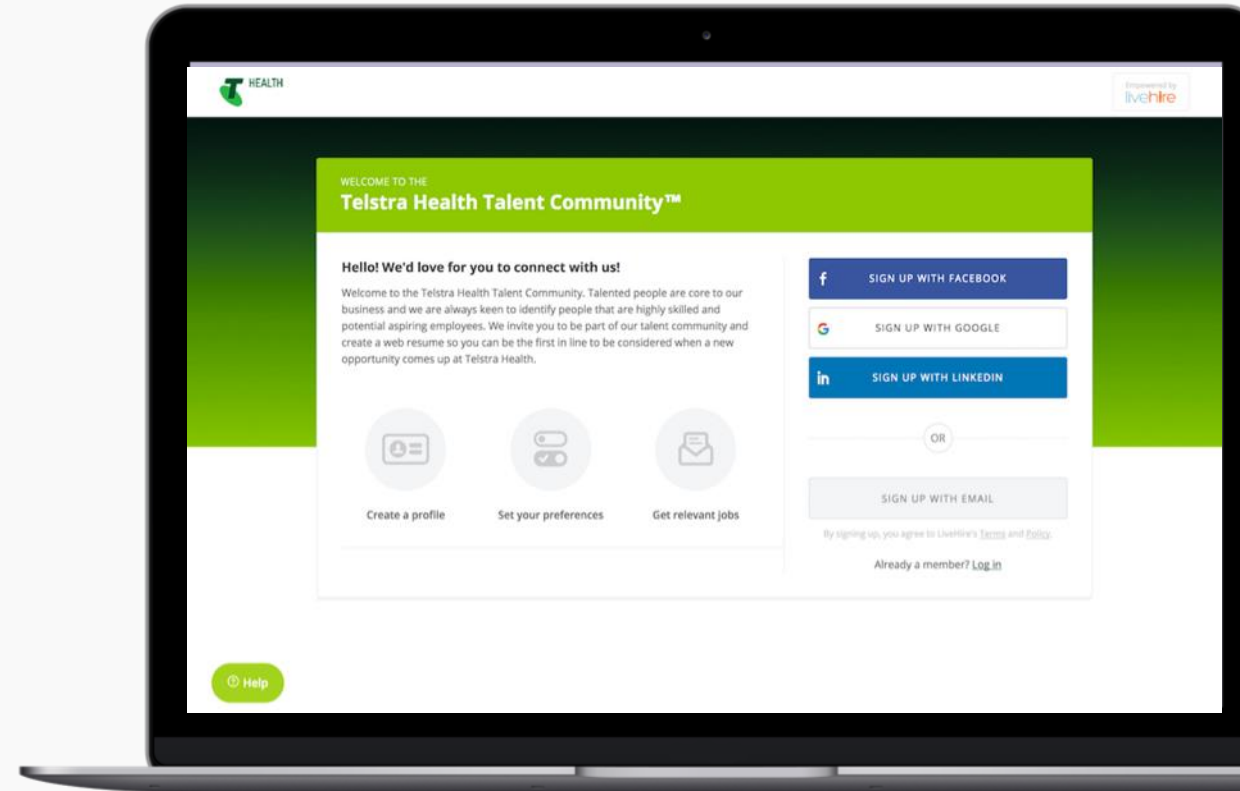 HEALTH
Empowered by
livehire
WELCOME TO THE
Telstra Health Talent Community™
Hello! We'd love for you to connect with us!
Welcome to the Telstra Health Talent Community. Talented people are core to our
business and we are always keen to identify people that are highly skilled and
potential aspiring employees. We invite you to be part of our talent community and
create a web resume so you can be the first in line to be considered when a new
opportunity comes up at Telstra Health.
Create a profile
Set your preferences
Get relevant jobs
SIGN UP WITH FACEBOOK
SIGN UP WITH GOOGLE
in SIGN UP WITH LINKEDIN
OR
SIGN UP WITH EMAIL
By signing up, you agree to LiveHire's Terms and Policy.
Already a member? Log in
Help